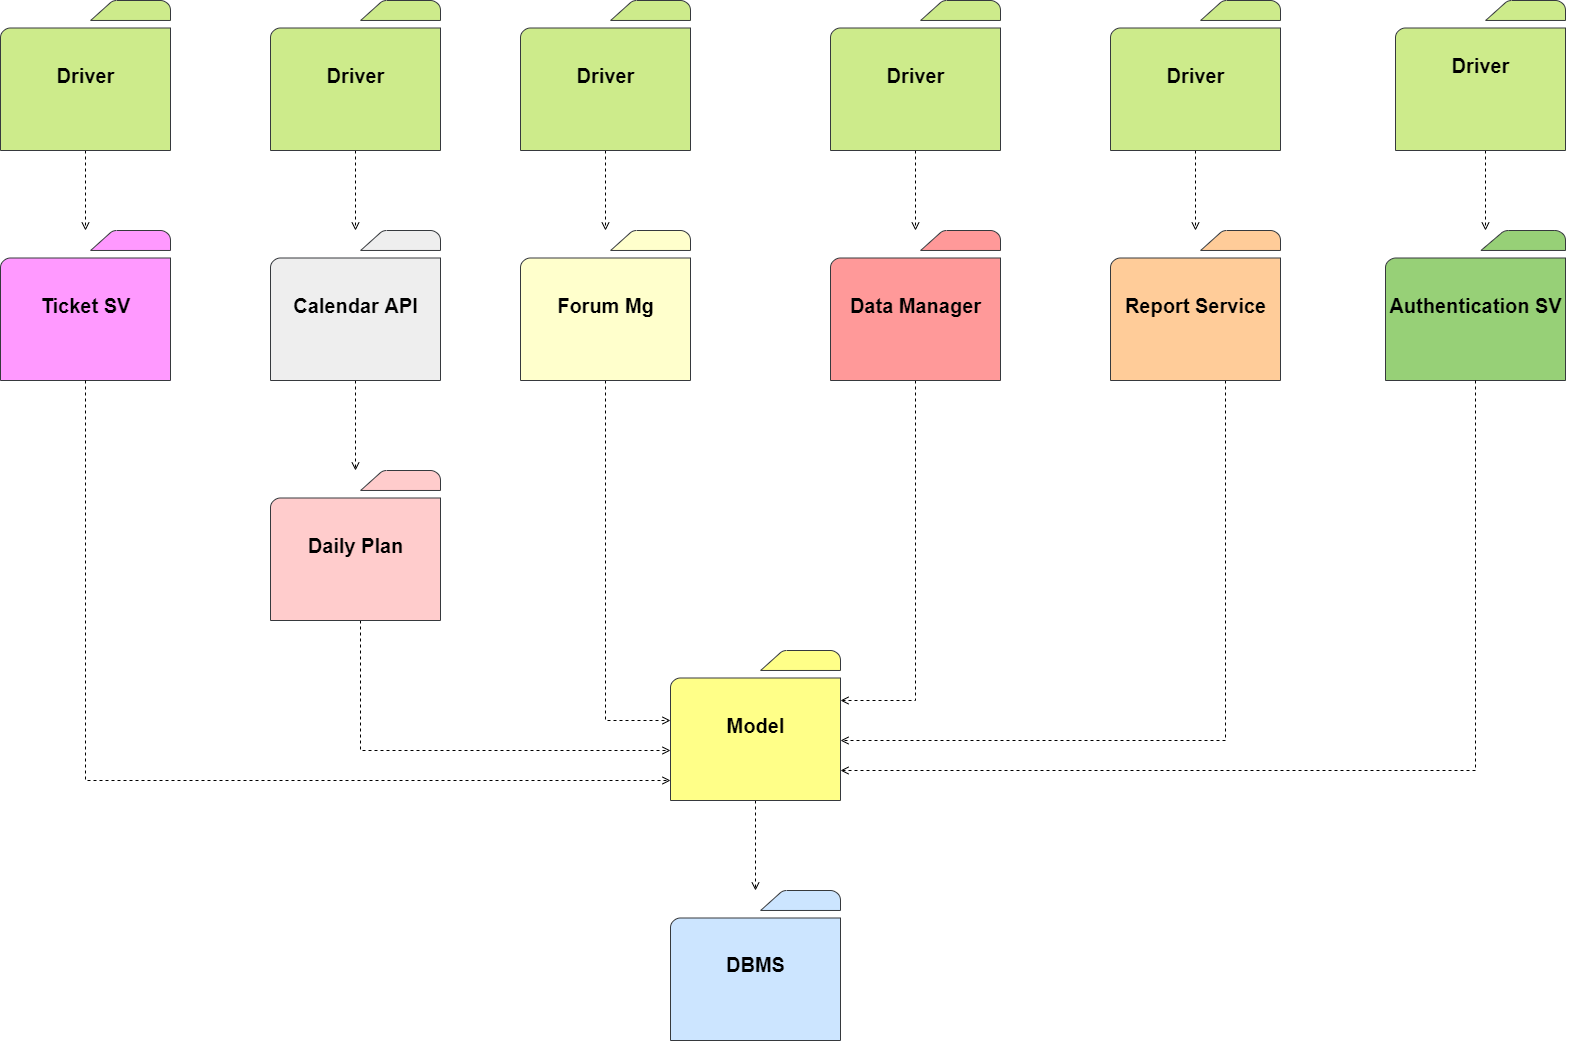 Driver
Driver
Driver
Driver
Driver
Driver
Ticket SV
Calendar API
Forum Mg
Data Manager
Report Service
Authentication SV
Daily Plan
Model
DBMS